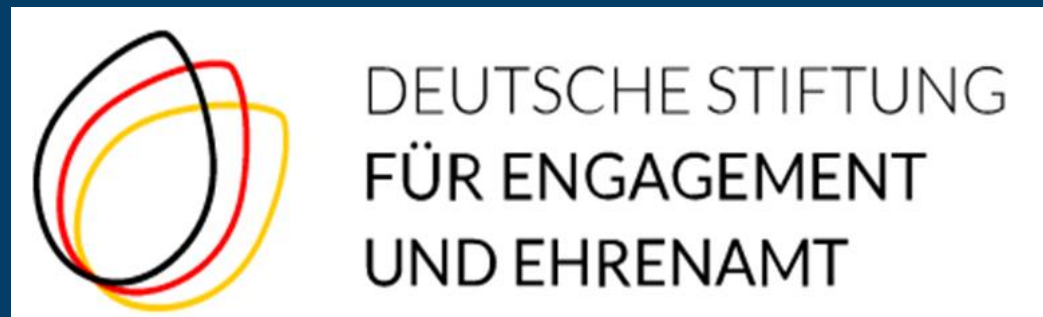 DEUTSCHE STIFTUNG
FÜR ENGAGEMENT
UND EHRENAMT